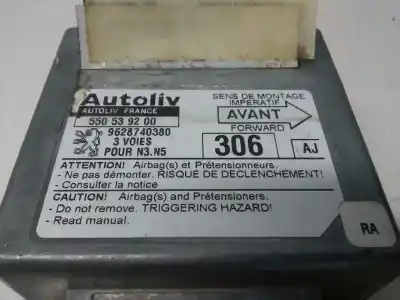 Autoliv
AUTOLIV FRANCE
550 53 92 00
SENS DE MONTAGE
IMPERATIF
AVANT
FORWARD
9628740380
3 VOIES
POUR N3.N5
306
AJ
ATTENTION! Airbag(s) et Prétensionneurs,
- Ne pas démonter. RISQUE DE DECLENCHEMENT!
- Consulter la notice
CAUTION! Airbag(s) and Pretensioners,
- Do not remove. TRIGGERING HAZARD!
- Read manual.
RA